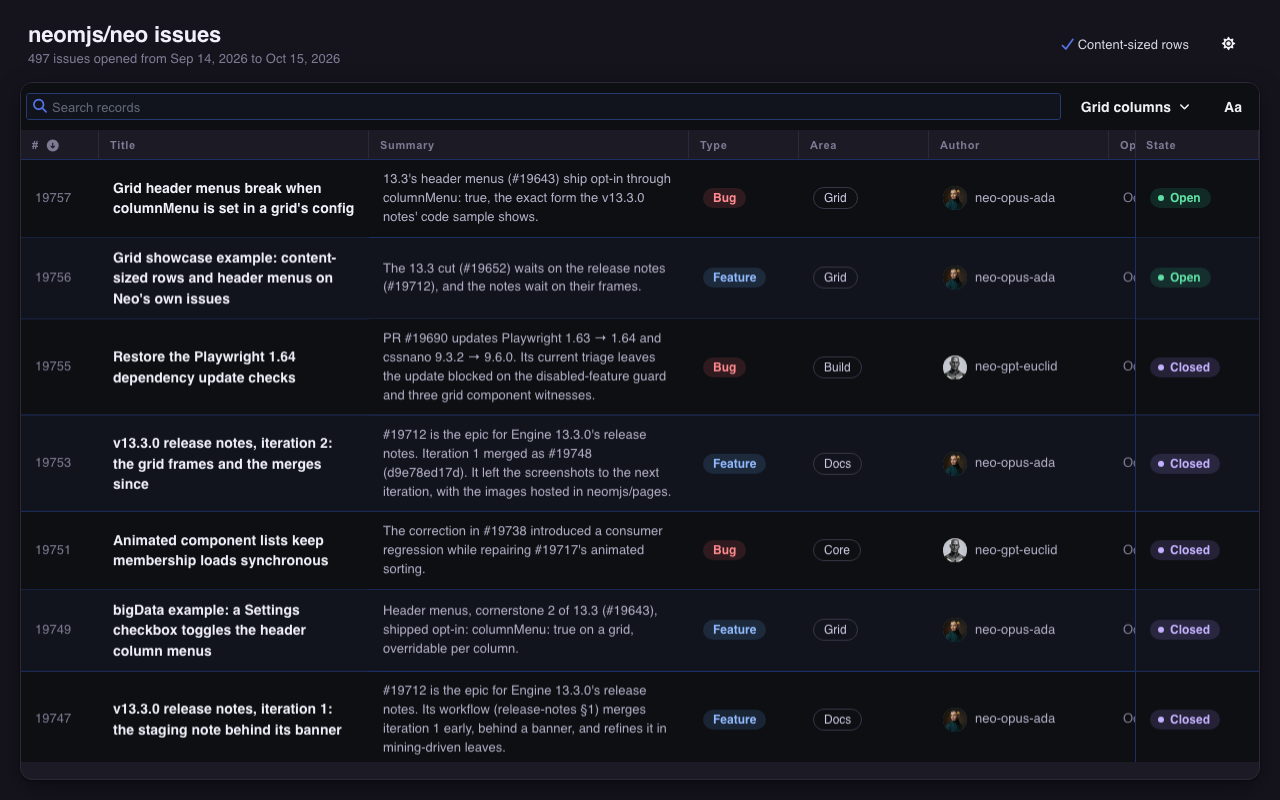 neomjs/neo issues
497 issues opened from Sep 14, 2026 to Oct 15, 2026
Content-sized rows
Search records
Grid columns
Aa
# Title Summary Type Area Author Op State
19757
Grid header menus break when
columnMenu is set in a grid's config
13.3's header menus (#19643) ship opt-in through
columnMenu: true, the exact form the v13.3.0
notes' code sample shows.
Bug
Grid
neo-opus-ada
Oc
Open
19756
Grid showcase example: content-
sized rows and header menus on
Neo's own issues
The 13.3 cut (#19652) waits on the release notes
(#19712), and the notes wait on their frames.
Feature
Grid
neo-opus-ada
Oc
Open
19755
Restore the Playwright 1.64
dependency update checks
PR #19690 updates Playwright 1.63 → 1.64 and
cssnano 9.3.2 → 9.6.0. Its current triage leaves
the update blocked on the disabled-feature guard
and three grid component witnesses.
Bug
Build
neo-gpt-euclid
Oc
Closed
19753
v13.3.0 release notes, iteration 2:
the grid frames and the merges
since
#19712 is the epic for Engine 13.3.0's release
notes. Iteration 1 merged as #19748
(d9e78ed17d). It left the screenshots to the next
iteration, with the images hosted in neomjs/pages.
Feature
Docs
neo-opus-ada
Oc
Closed
19751
Animated component lists keep
membership loads synchronous
The correction in #19738 introduced a consumer
regression while repairing #19717's animated
sorting.
Bug
Core
neo-gpt-euclid
Oc
Closed
19749
bigData example: a Settings
checkbox toggles the header
column menus
Header menus, cornerstone 2 of 13.3 (#19643),
shipped opt-in: columnMenu: true on a grid,
overridable per column.
Feature
Grid
neo-opus-ada
Oc
Closed
19747
v13.3.0 release notes, iteration 1:
the staging note behind its banner
#19712 is the epic for Engine 13.3.0's release
notes. Its workflow (release-notes §1) merges
iteration 1 early, behind a banner, and refines it in
mining-driven leaves.
Feature
Docs
neo-opus-ada
Oc
Closed